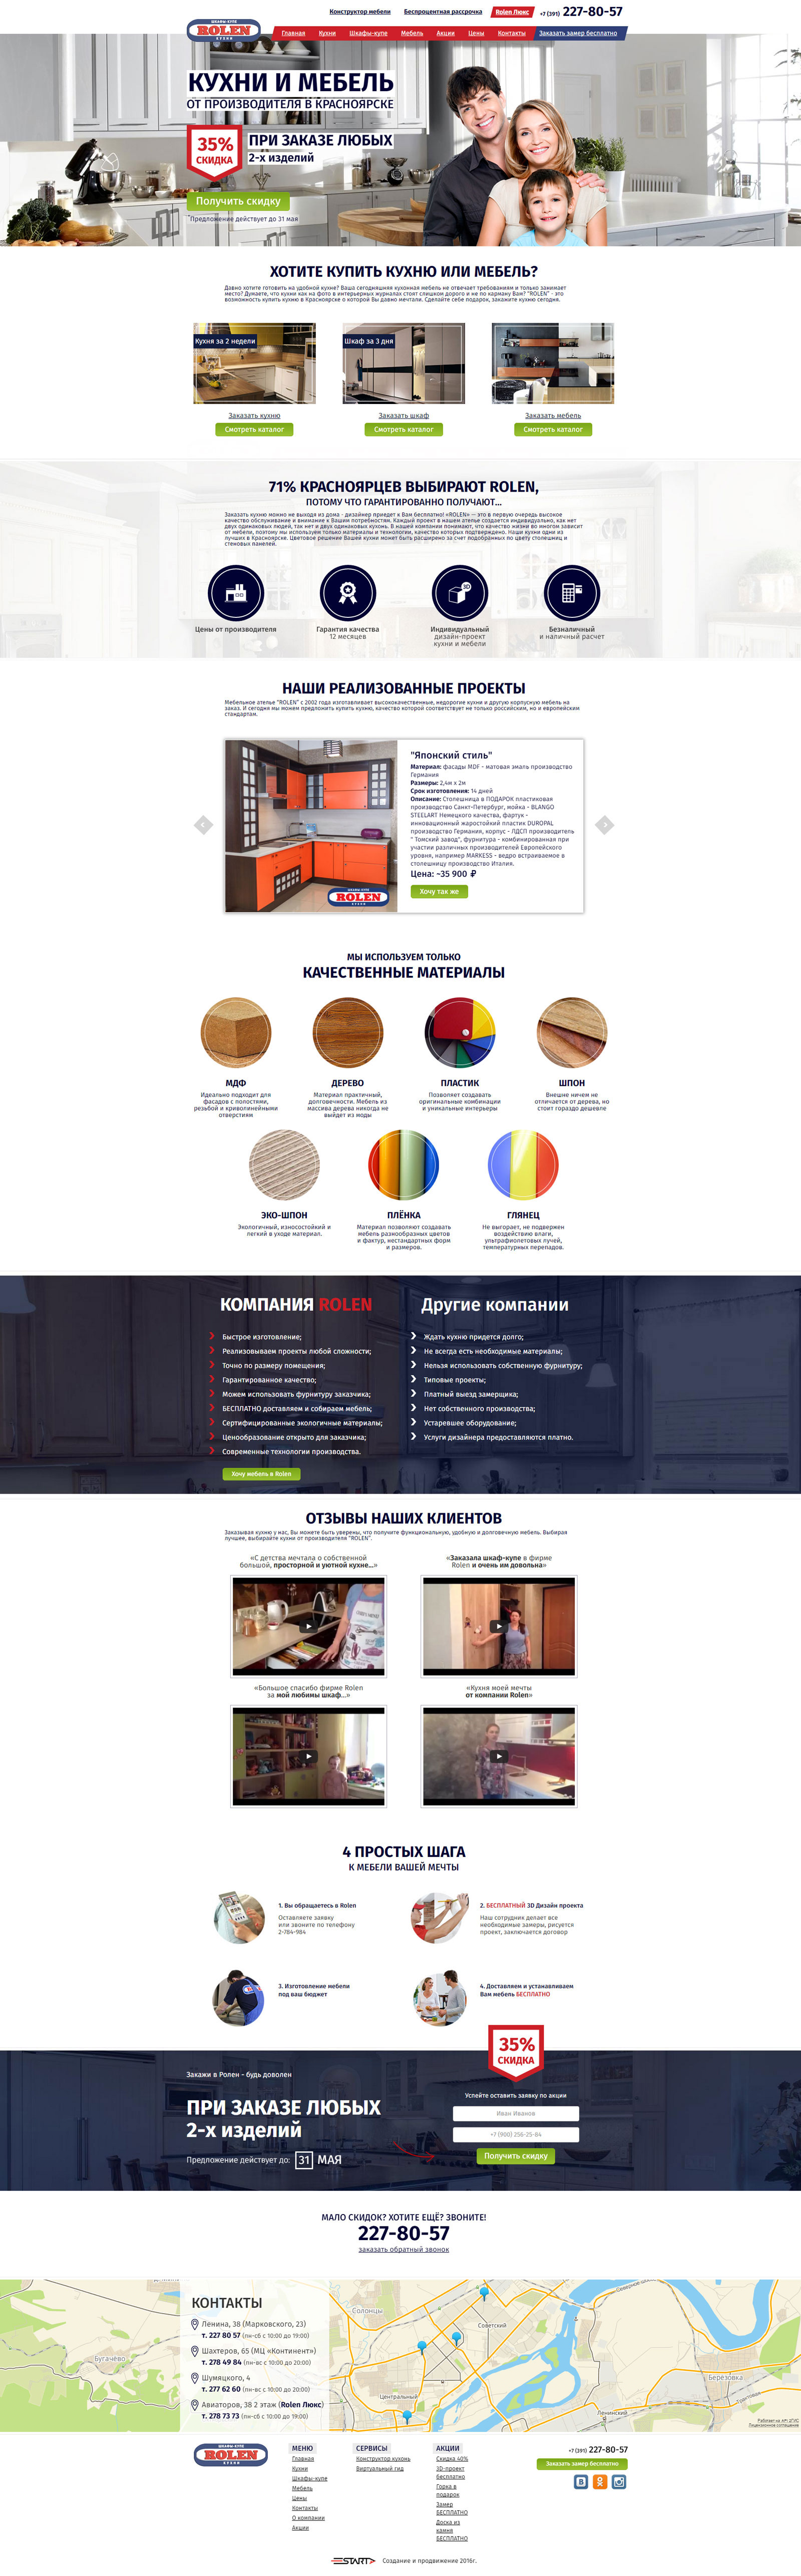 Конструктор мебели
Беспроцентная рассрочка
Rolen Люкс
+7 (391) 227-80-57
ШКАФЫ-КУПЕ
ROLEN
КУХНИ
Главная
Кухни
Шкафы-купе
Мебель
Акции
Цены
Контакты
Заказать замер бесплатно
КУХНИ И МЕБЕЛЬ
ОТ ПРОИЗВОДИТЕЛЯ В КРАСНОЯРСКЕ
35%
СКИДКА
ПРИ ЗАКАЗЕ ЛЮБЫХ
2-х изделий
Получить скидку
*Предложение действует до 31 мая
ХОТИТЕ КУПИТЬ КУХНЮ ИЛИ МЕБЕЛЬ?
Давно хотите готовить на удобной кухне? Ваша сегодняшняя кухонная мебель не отвечает требованиям и только занимает
место? Думаете, что кухни как на фото в интерьерных журналах стоят слишком дорого и не по карману Вам? "ROLEN" - это
возможность купить кухню в Красноярске о которой Вы давно мечтали. Сделайте себе подарок, закажите кухню сегодня.
Кухня за 2 недели
Шкаф за 3 дня
Заказать кухню
Заказать шкаф
Заказать мебель
Смотреть каталог
Смотреть каталог
Смотреть каталог
71% КРАСНОЯРЦЕВ ВЫБИРАЮТ ROLEN,
ПОТОМУ ЧТО ГАРАНТИРОВАННО ПОЛУЧАЮТ...
Заказать кухню можно не выходя из дома - дизайнер приедет к Вам бесплатно! «ROLEN» — это в первую очередь высокое
качество обслуживание и внимание к Вашим потребностям. Каждый проект в нашем ателье создается индивидуально, как нет
двух одинаковых людей, так нет и двух одинаковых кухонь. В нашей компании понимают, что качество жизни во многом зависит
от мебели, поэтому мы используем только материалы и технологии, качество которых подтверждено. Наши кухни одни из
лучших в Красноярске. Цветовое решение Вашей кухни может быть расширено за счет подобранных по цвету столешниц и
стеновых панелей.
3D
Цены от производителя
Гарантия качества
12 месяцев
Индивидуальный
дизайн-проект
кухни и мебели
Безналичный
и наличный расчет
НАШИ РЕАЛИЗОВАННЫЕ ПРОЕКТЫ
Мебельное ателье "ROLEN" с 2002 года изготавливает высококачественные, недорогие кухни и другую корпусную мебель на
заказ. И сегодня мы можем предложить купить кухню, качество которой соответствует не только российским, но и европейским
стандартам.
"Японский стиль"
Материал: фасады MDF - матовая эмаль производство
Германия
Размеры: 2,4м x 2м
Срок изготовления: 14 дней
Описание: Столешница в ПОДАРОК пластиковая
производство Санкт-Петербург, мойка - BLANGO
STEELART Немецкого качества, фартук -
инновационный жаростойкий пластик DUROPAL
производство Германия, корпус - ЛДСП производитель
" Томский завод", фурнитура - комбинированная при
участии различных производителей Европейского
уровня, например MARKESS - ведро встраиваемое в
столешницу производство Италия.
Цена: ~35 900 ₽
Хочу так же
ШКАФЫ-КУПЕ
ROLEN
КУХНИ
МЫ ИСПОЛЬЗУЕМ ТОЛЬКО
КАЧЕСТВЕННЫЕ МАТЕРИАЛЫ
МДФ
Идеально подходит для
фасадов с полостями,
резьбой и криволинейными
отверстиям
ДЕРЕВО
Материал практичный,
долговечности. Мебель из
массива дерева никогда не
выйдет из моды
ПЛАСТИК
Позволяет создавать
оригинальные комбинации
и уникальные интерьеры
ШПОН
Внешне ничем не
отличается от дерева, но
стоит гораздо дешевле
ЭКО-ШПОН
Экологичный, износостойкий и
легкий в уходе материал.
ПЛЁНКА
Материал позволяют создавать
мебель разнообразных цветов
и фактур, нестандартных форм
и размеров.
ГЛЯНЕЦ
Не выгорает, не подвержен
воздействию влаги,
ультрафиолетовых лучей,
температурных перепадов.
КОМПАНИЯ ROLEN
Быстрое изготовление;
Реализовываем проекты любой сложности;
Точно по размеру помещения;
Гарантированное качество;
Можем использовать фурнитуру заказчика;
БЕСПЛАТНО доставляем и собираем мебель;
Сертифицированные экологичные материалы;
Ценообразование открыто для заказчика;
Современные технологии производства.
Хочу мебель в Rolen
Другие компании
Ждать кухню придется долго;
Не всегда есть необходимые материалы;
Нельзя использовать собственную фурнитуру;
Типовые проекты;
Платный выезд замерщика;
Нет собственного производства;
Устаревшее оборудование;
Услуги дизайнера предоставляются платно.
ОТЗЫВЫ НАШИХ КЛИЕНТОВ
Заказывая кухню у нас, Вы можете быть уверены, что получите функциональную, удобную и долговечную мебель. Выбирая
лучшее, выбирайте кухни от производителя "ROLEN".
«С детства мечтала о собственной
большой, просторной и уютной кухне...»
«Заказала шкаф-купе в фирме
Rolen и очень им довольна»
«Большое спасибо фирме Rolen
за мой любимы шкаф...»
«Кухня моей мечты
от компании Rolen»
4 ПРОСТЫХ ШАГА
К МЕБЕЛИ ВАШЕЙ МЕЧТЫ
1. Вы обращаетесь в Rolen
Оставляете заявку
или звоните по телефону
2-784-984
2. БЕСПЛАТНЫЙ 3D Дизайн проекта
Наш сотрудник делает все
необходимые замеры, рисуется
проект, заключается договор
3. Изготовление мебели
под ваш бюджет
4. Доставляем и устанавливаем
Вам мебель БЕСПЛАТНО
35%
СКИДКА
Закажи в Ролен - будь доволен
ПРИ ЗАКАЗЕ ЛЮБЫХ
2-х изделий
Предложение действует до: 31 МАЯ
Успейте оставить заявку по акции
Иван Иванов
+7 (900) 256-25-84
Получить скидку
МАЛО СКИДОК? ХОТИТЕ ЕЩЁ? ЗВОНИТЕ!
227-80-57
заказать обратный звонок
КОНТАКТЫ
Ленина, 38 (Марковского, 23)
т. 227 80 57 (пн-сб с 10:00 до 19:00)
Шахтеров, 65 (МЦ «Континент»)
т. 278 49 84 (пн-вс с 10:00 до 20:00)
Шумяцкого, 4
т. 277 62 60 (пн-вс с 10:00 до 20:00)
Авиаторов, 38 2 этаж (Rolen Люкс)
т. 278 73 73 (пн-сб с 10:00 до 19:00)
Бугачёво
Солонцы
Советский
Центральный
Ленинский
Берёзовка
Работает на API 2ГИС
Лицензионное соглашение
ШКАФЫ-КУПЕ
ROLEN
КУХНИ
МЕНЮ
Главная
Кухни
Шкафы-купе
Мебель
Цены
Контакты
О компании
Акции
СЕРВИСЫ
Конструктор кухонь
Виртуальный гид
АКЦИИ
Скидка 40%
3D-проект
бесплатно
Горка в
подарок
Замер
БЕСПЛАТНО
Доска из
камня
БЕСПЛАТНО
+7 (391) 227-80-57
Заказать замер бесплатно
START
Создание и продвижение 2016г.